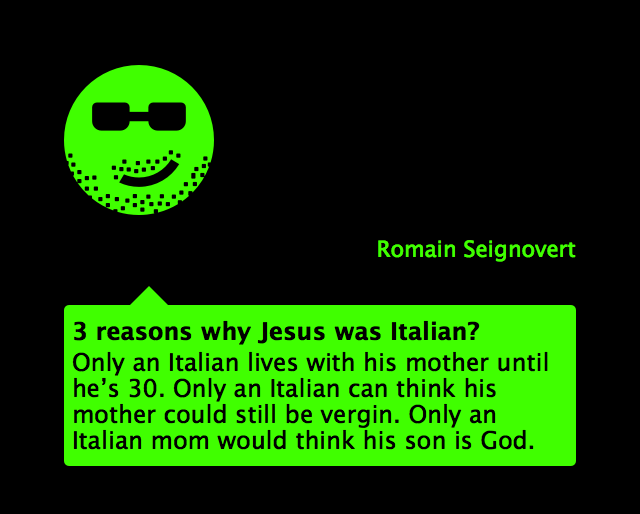 Romain Seignovert
3 reasons why Jesus was Italian?
Only an Italian lives with his mother until
he’s 30. Only an Italian can think his
mother could still be vergin. Only an
Italian mom would think his son is God.